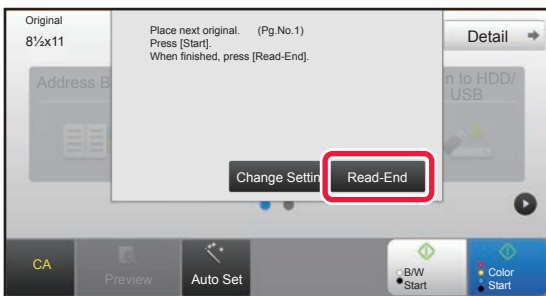 Original
8½x11
Place next original. (Pg.No.1)
Press [Start].
When finished, press [Read-End].
Detail
Address B
n to HDD/
USB
Change Settin
Read-End
CA
Preview
Auto Set
B/W
Start
Color
Start